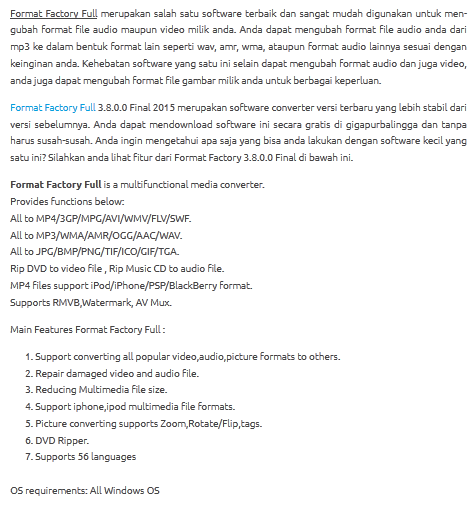 Format Factory Full merupakan salah satu software terbaik dan sangat mudah digunakan untuk men-
gubah format file audio maupun video milik anda. Anda dapat mengubah format file audio anda dari
mp3 ke dalam bentuk format lain seperti wav, amr, wma, ataupun format audio lainnya sesuai dengan
keinginan anda. Kehebatan software yang satu ini selain dapat mengubah format audio dan juga video,
anda juga dapat mengubah format file gambar milik anda untuk berbagai keperluan.
Format Factory Full 3.8.0.0 Final 2015 merupakan software converter versi terbaru yang lebih stabil dari
versi sebelumnya. Anda dapat mendownload software ini secara gratis di gigapurbalingga dan tanpa
harus susah-susah. Anda ingin mengetahui apa saja yang bisa anda lakukan dengan software kecil yang
satu ini? Silahkan anda lihat fitur dari Format Factory 3.8.0.0 Final di bawah ini.
Format Factory Full is a multifunctional media converter.
Provides functions below:
All to MP4/3GP/MPG/AVI/WMV/FLV/SWF.
All to MP3/WMA/AMR/OGG/AAC/WAV.
All to JPG/BMP/PNG/TIF/ICO/GIF/TGA.
Rip DVD to video file , Rip Music CD to audio file.
MP4 files support iPod/iPhone/PSP/BlackBerry format.
Supports RMVB,Watermark, AV Mux.
Main Features Format Factory Full :
1. Support converting all popular video,audio,picture formats to others.
2. Repair damaged video and audio file.
3. Reducing Multimedia file size.
4. Support iphone,ipod multimedia file formats.
5. Picture converting supports Zoom,Rotate/Flip,tags.
6. DVD Ripper.
7. Supports 56 languages
OS requirements: All Windows OS